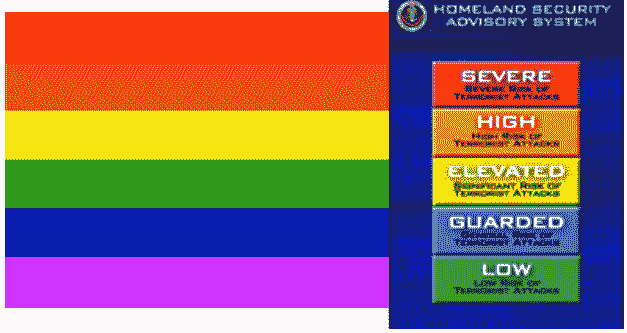 HOMELAND SECURITY
ADVISORY SYSTEM
SEVERE
SEVERE RISK OF
TERRORIST ATTACKS
HIGH
HIGH RISK OF
TERRORIST ATTACKS
ELEVATED
SIGNIFICANT RISK OF
TERRORIST ATTACKS
GUARDED
LOW
LOW RISK OF
TERRORIST ATTACKS